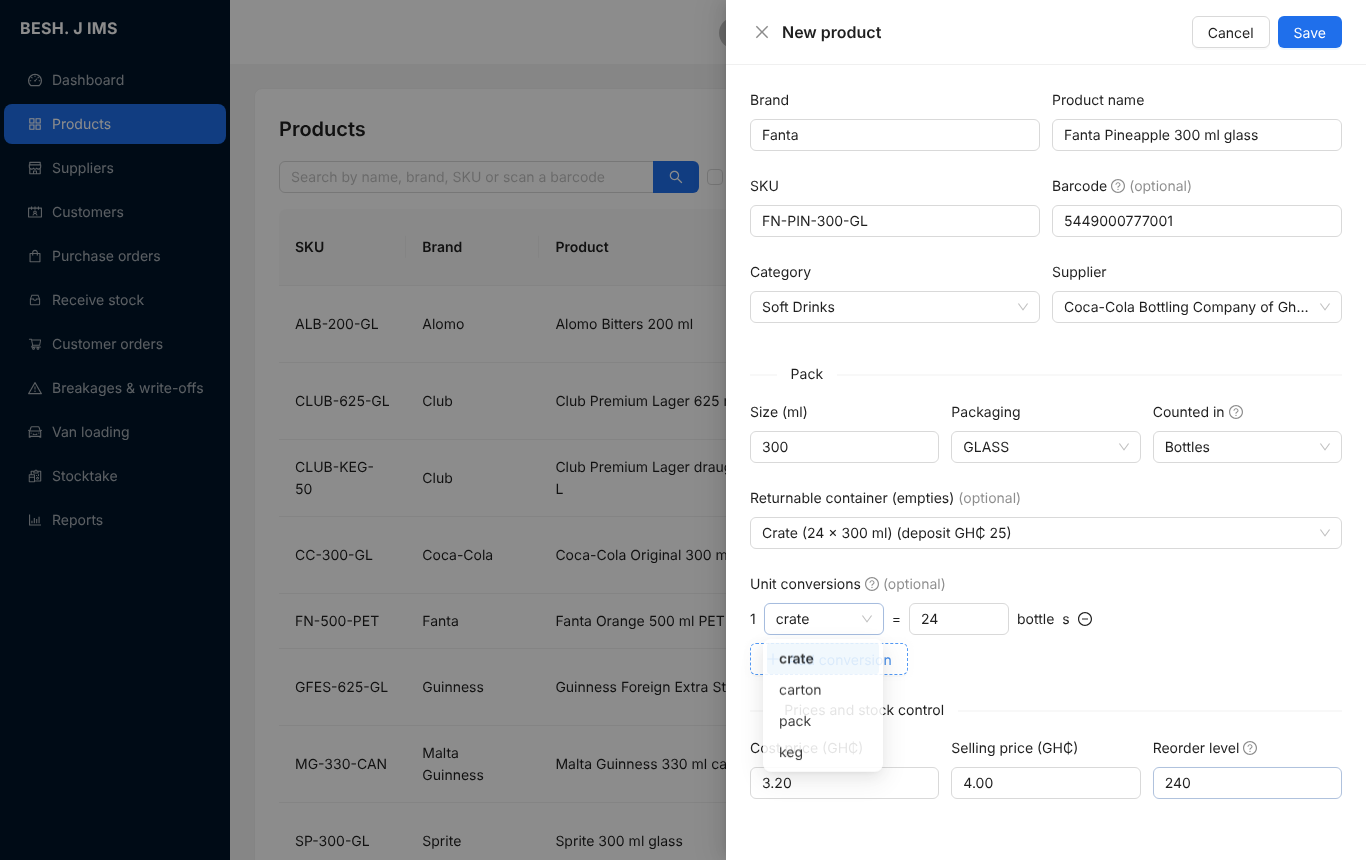 BESH. J IMS
Dashboard
Products
Suppliers
Customers
Purchase orders
Receive stock
Customer orders
Breakages & write-offs
Van loading
Stocktake
Reports
Products
Search by name, brand, SKU or scan a barcode
SKU Brand Product
ALB-200-GL Alomo Alomo Bitters 200 ml
CLUB-625-GL Club Club Premium Lager 625
CLUB-KEG-50 Club Club Premium Lager
L
CC-300-GL Coca-Cola Coca-Cola Original 300
FN-500-PET Fanta Fanta Orange 500 ml PET
GFES-625-GL Guinness Guinness Foreign Extra
MG-330-CAN Malta Guinness Malta Guinness 330 ml
SP-300-GL Sprite Sprite 300 ml glass
New product
Cancel
Save
Brand Product name
Fanta Fanta Pineapple 300 ml glass
SKU Barcode (optional)
FN-PIN-300-GL 5449000777001
Category Supplier
Soft Drinks Coca-Cola Bottling Company of Gh...
Pack
Size (ml) Packaging Counted in
300 GLASS Bottles
Returnable container (empties) (optional)
Crate (24 × 300 ml) (deposit GH₵ 25)
Unit conversions (optional)
1 crate = 24 bottle s
conversion
crate
carton
pack
keg
Prices and stock control
Cost price (GH₵) Selling price (GH₵) Reorder level
3.20 4.00 240